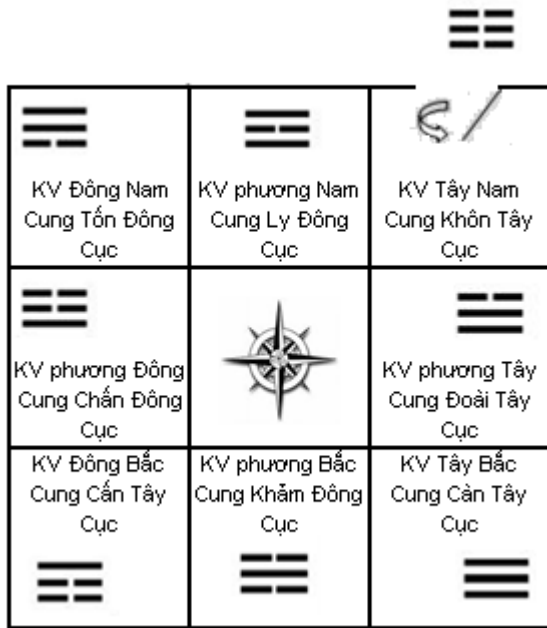 KV Đông Nam
Cung Tốn Đông
Cục
KV phương Nam
Cung Ly Đông
Cục
KV Tây Nam
Cung Khôn Tây
Cục
KV phương Đông
Cung Chấn Đông
Cục
KV phương Tây
Cung Đoài Tây
Cục
KV Đông Bắc
Cung Cấn Tây
Cục
KV phương Bắc
Cung Khảm Đông
Cục
KV Tây Bắc
Cung Càn Tây
Cục